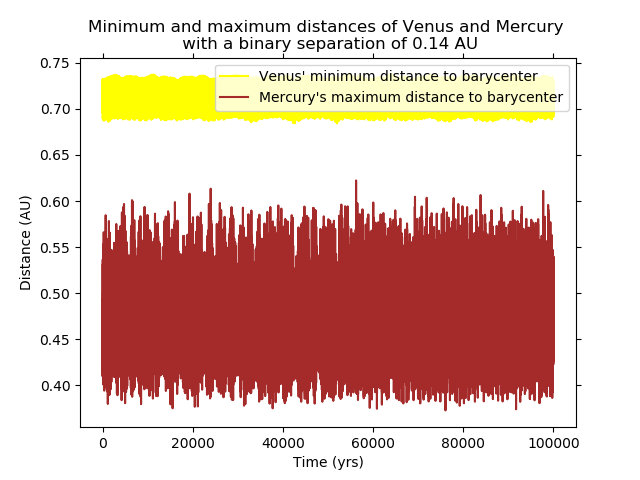 Minimum and maximum distances of Venus and Mercury
with a binary separation of 0.14 AU
0.75
0.70
0.65
0.60
0.55
0.50
0.45
0.40
Distance (AU)
Venus' minimum distance to barycenter
Mercury's maximum distance to barycenter
0
20000
40000
60000
80000
100000
Time (yrs)